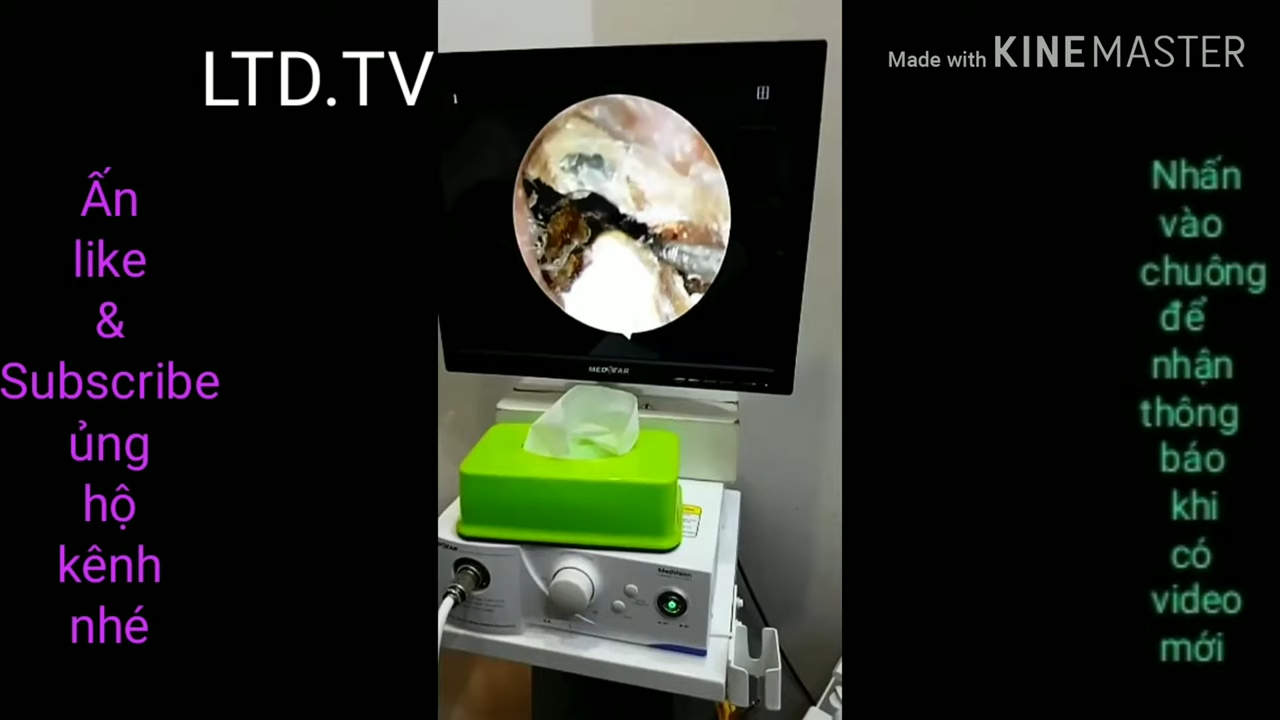 LTD.TV
Made with KINEMASTER
Ấn
like
&
Subscribe
ủng
hộ
kênh
nhé
Nhấn
vào
chuông
để
nhận
thông
báo
khi
có
video
mới
MEDSTAR